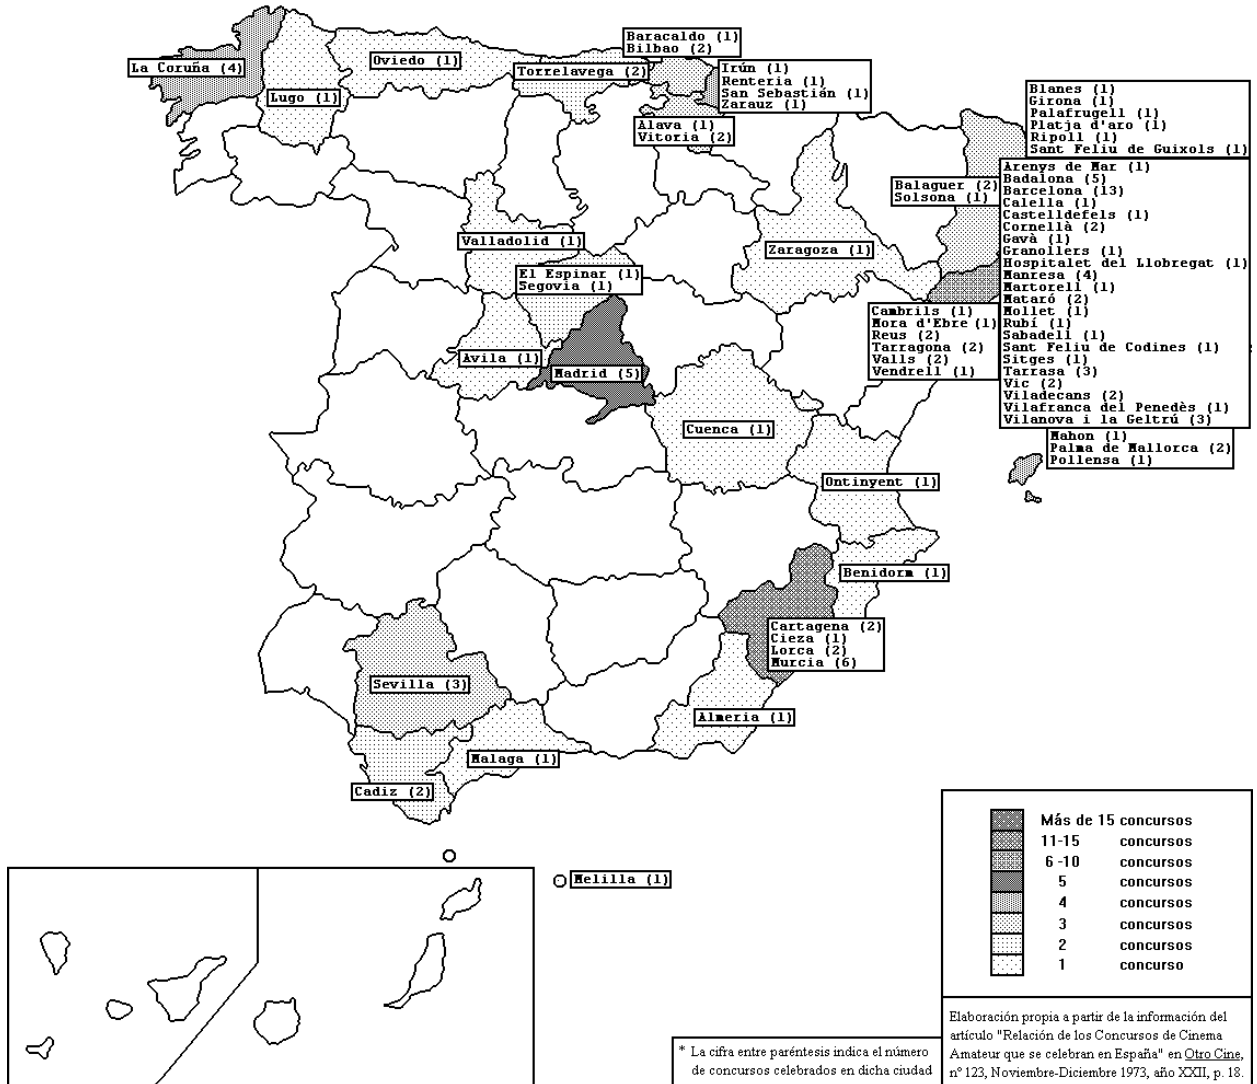 Baracaldo (1)
Bilbao (2)
La Coruña (4)
Oviedo (1)
Torrelavega (2)
Irún (1)
Renteria (1)
San Sebastián (1)
Zarauz (1)
Lugo (1)
Alava (1)
Vitoria (2)
Blanes (1)
Girona (1)
Palafrugell (1)
Platja d'aro (1)
Ripoll (1)
Sant Feliu de Guixols (1)
Balaguer (2)
Solsona (1)
Arenys de Mar (1)
Badalona (5)
Barcelona (13)
Calella (1)
Castelldefels (1)
Cornellà (2)
Gavà (1)
Granollers (1)
Hospitalet del Llobregat (1)
Manresa (4)
Martorell (1)
Mataró (2)
Mollet (1)
Rubí (1)
Sabadell (1)
Sant Feliu de Codines (1)
Sitges (1)
Tarrasa (3)
Vic (2)
Viladecans (2)
Vilafranca del Penedès (1)
Vilanova i la Geltrú (3)
Valladolid (1)
Zaragoza (1)
El Espinar (1)
Segovia (1)
Cambrils (1)
Mora d'Ebre (1)
Reus (2)
Tarragona (2)
Valls (2)
Vendrell (1)
Avila (1)
Madrid (5)
Cuenca (1)
Mahon (1)
Palma de Mallorca (2)
Pollensa (1)
Ontinyent (1)
Benidorm (1)
Cartagena (2)
Cieza (1)
Lorca (2)
Murcia (6)
Sevilla (3)
Almeria (1)
Malaga (1)
Cadiz (2)
Melilla (1)
Más de 15 concursos
11-15 concursos
6 -10 concursos
5 concursos
4 concursos
3 concursos
2 concursos
1 concurso
* La cifra entre paréntesis indica el número
de concursos celebrados en dicha ciudad
Elaboración propia a partir de la información del
artículo "Relación de los Concursos de Cinema
Amateur que se celebran en España" en Otro Cine,
nº 123, Noviembre-Diciembre 1973, año XXII, p. 18.